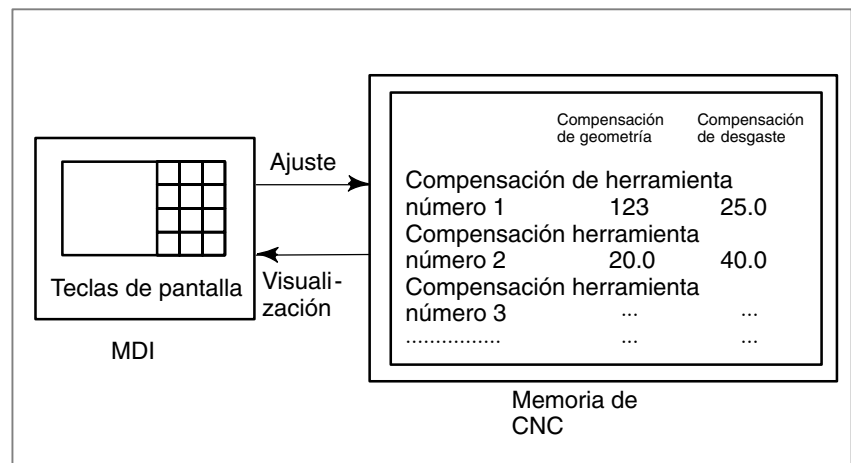 Teclas de pantalla
MDI
Ajuste
Visuali-
zación
Compensación
de geometría
Compensación
de desgaste
Compensación de herramienta
número 1 123 25.0
Compensación herramienta
número 2 20.0 40.0
Compensación herramienta
número 3 ... ...
................ ... ...
Memoria de
CNC